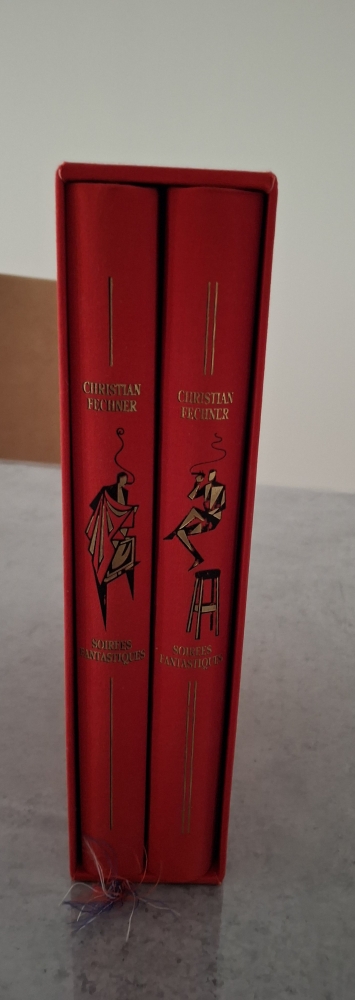 CHRISTIAN
FECHNER
SOIRÉES
FANTASTIQUES
CHRISTIAN
FECHNER
SOIRÉES
FANTASTIQUES